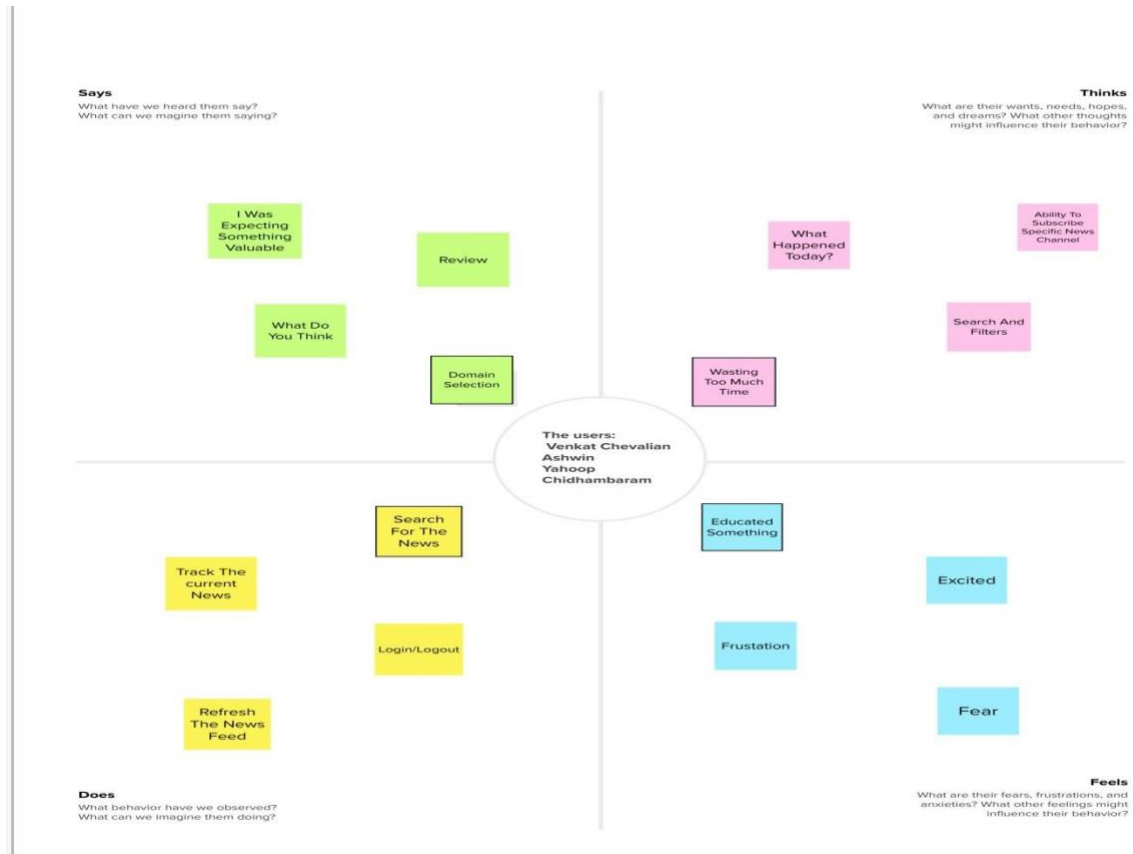 Says
What have we heard them say?
What can we magine them saying?
Thinks
What are their wants, needs, hopes,
and dreams? What other thoughts
might influence their behavior?
I Was
Expecting
Something
Valuable
Review
What Do
You Think
Domain
Selection
What
Happened
Today?
Ability To
Subscribe
Specific News
Channel
Search And
Filters
Wasting
Too Much
Time
The users:
Venkat Chevalian
Ashwin
Yahoop
Chidhambaram
Search
For The
News
Track The
current
News
Login/Logout
Refresh
The News
Feed
Educated
Something
Excited
Frustation
Fear
Does
What behavior have we observed?
What can we imagine them doing?
Feels
What are their fears, frustrations, and
anxieties? What other feelings might
influence their behavior?